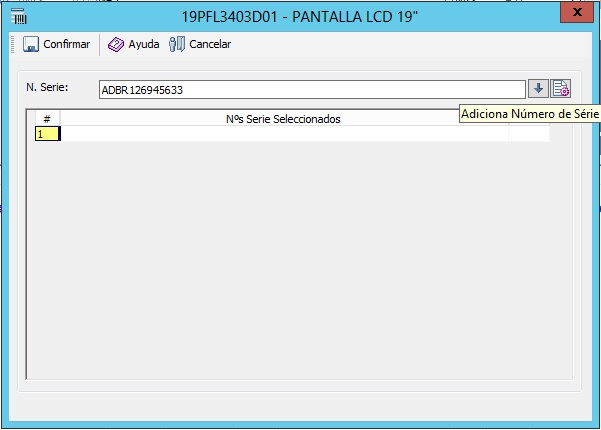 19PFL3403D01 - PANTALLA LCD 19"
x
Confirmar Ayuda Cancelar
N. Serie: ADBR126945633
Adiciona Número de Série
# Nºs Serie Seleccionados
1